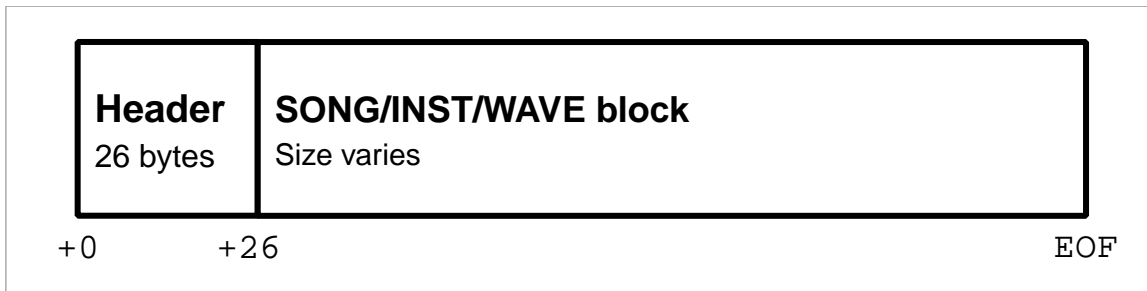 Header
26 bytes
SONG/INST/WAVE block
Size varies
+0
+26
EOF